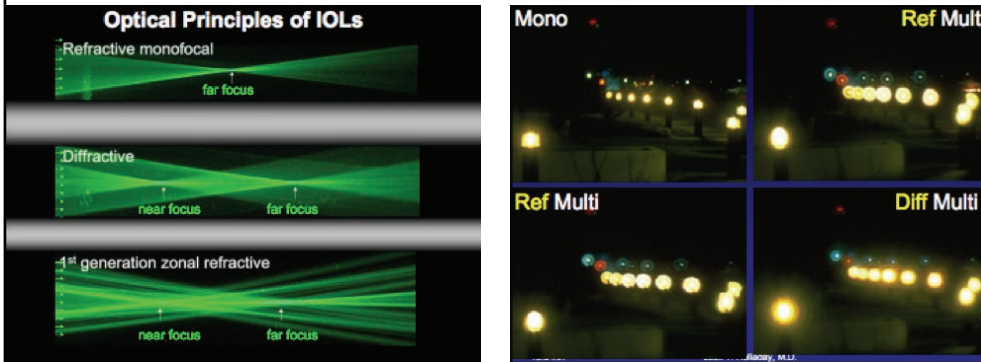 Optical Principles of IOLs
Refractive monofocal
far focus
Diffractive
near focus
far focus
1st generation zonal refractive
near focus
far focus
Mono
Ref Mult
Ref Multi
Diff Multi
M.D.